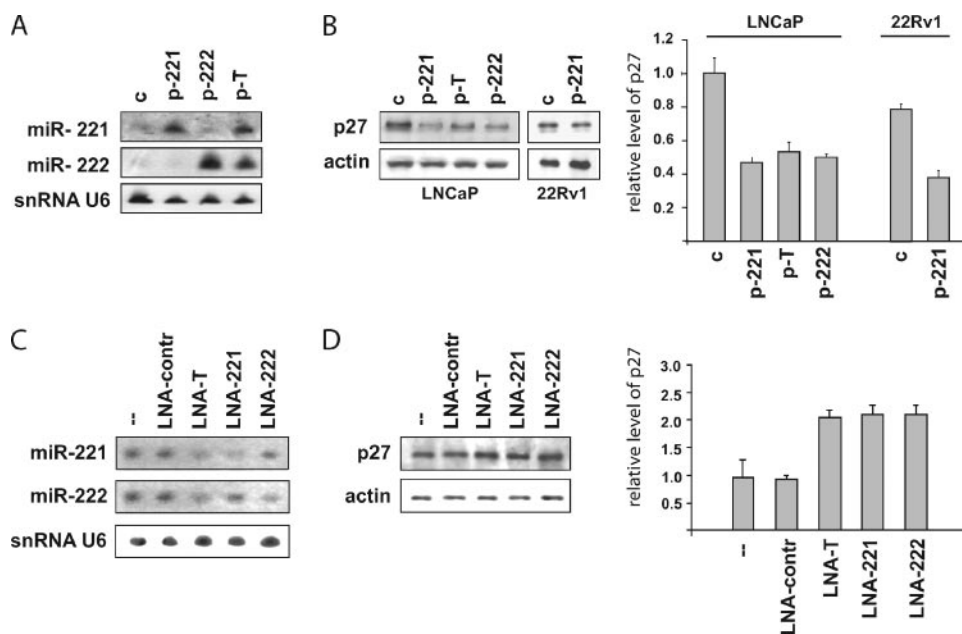 A
c p-221 p-222 p-T
miR- 221
miR- 222
snRNA U6
B
c p-221 p-T p-222 c p-221
p27
actin
LNCaP 22Rv1
LNCaP 22Rv1
relative level of p27
1.2
1.0
0.8
0.6
0.4
0.2
c p-221 p-T p-222 c p-221
C
-- LNA-contr LNA-T LNA-221 LNA-222
miR-221
miR-222
snRNA U6
D
-- LNA-contr LNA-T LNA-221 LNA-222
p27
actin
relative level of p27
3.0
2.5
2.0
1.0
0.5
-- LNA-contr LNA-T LNA-221 LNA-222